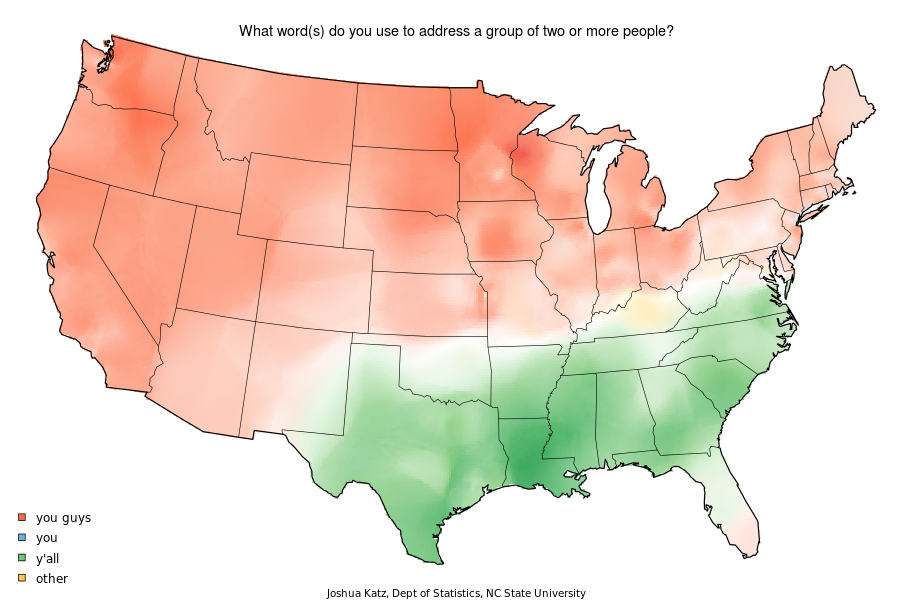 What word(s) do you use to address a group of two or more people?
you guys
you
y'all
other
Joshua Katz, Dept of Statistics, NC State University